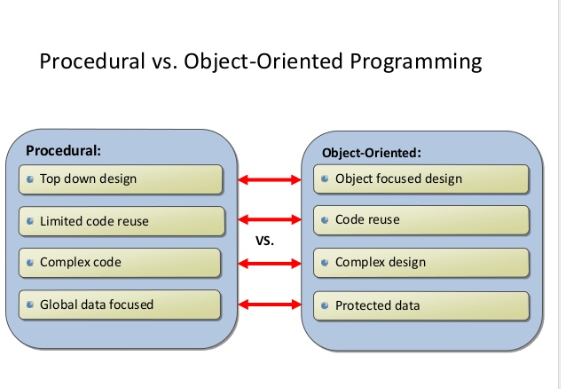 Procedural vs. Object-Oriented Programming
Procedural:
Top down design
Limited code reuse
Complex code
Global data focused
vs.
Object-Oriented:
Object focused design
Code reuse
Complex design
Protected data